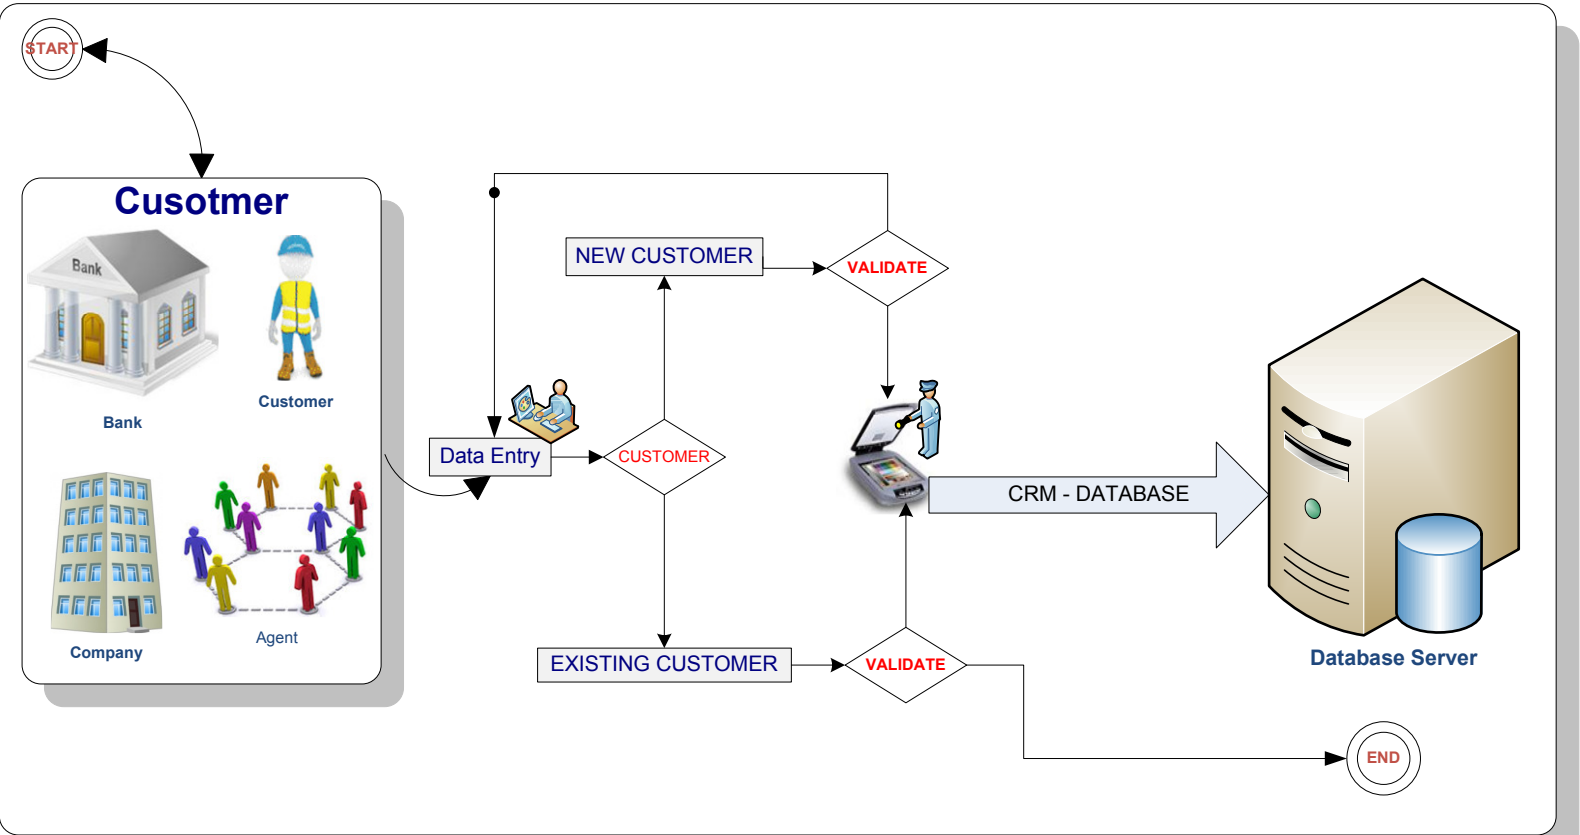 START
Cusotmer
Bank
Bank
Customer
Company
Agent
Data Entry
CUSTOMER
NEW CUSTOMER
VALIDATE
EXISTING CUSTOMER
VALIDATE
CRM - DATABASE
Database Server
END